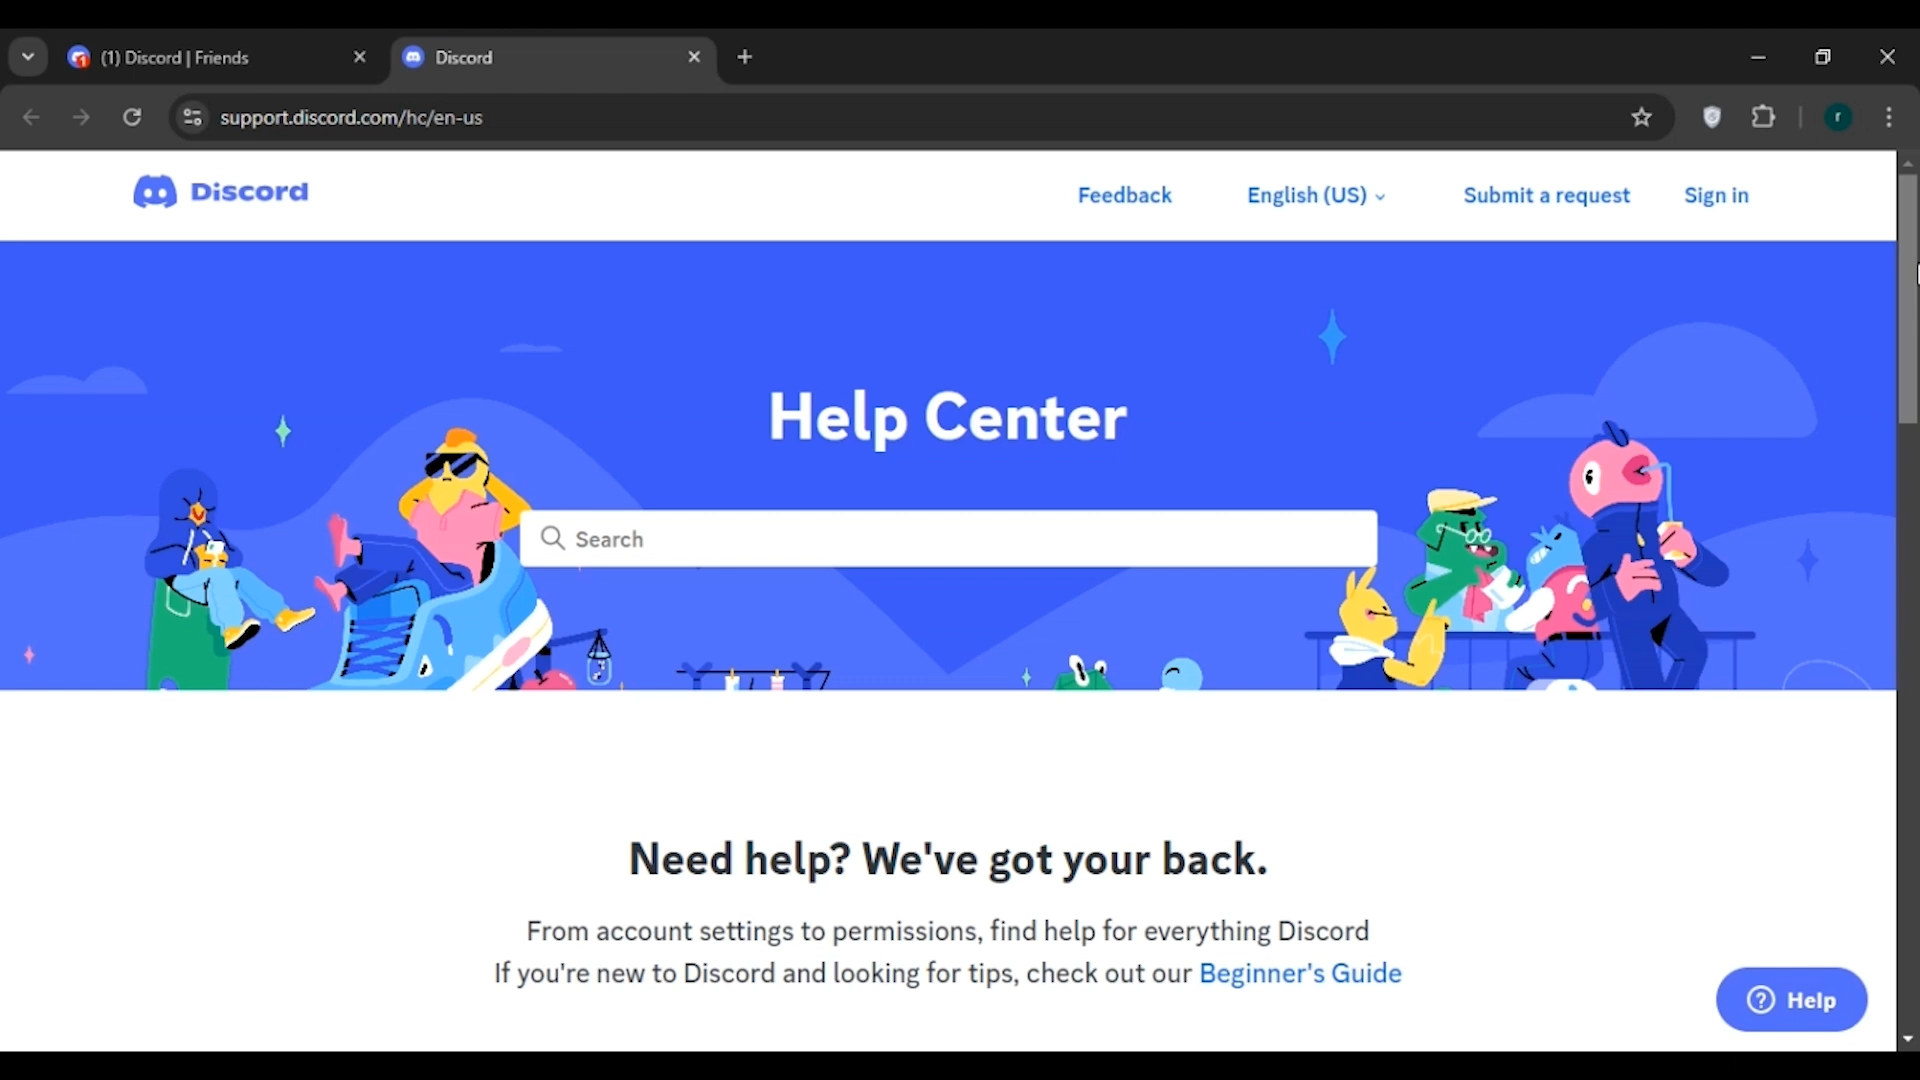 (1) Discord | Friends
Discord
support.discord.com/hc/en-us
r
Discord
Feedback
English (US)
Submit a request
Sign in
Help Center
Search
Need help? We've got your back.
From account settings to permissions, find help for everything Discord
If you're new to Discord and looking for tips, check out our Beginner's Guide
Help